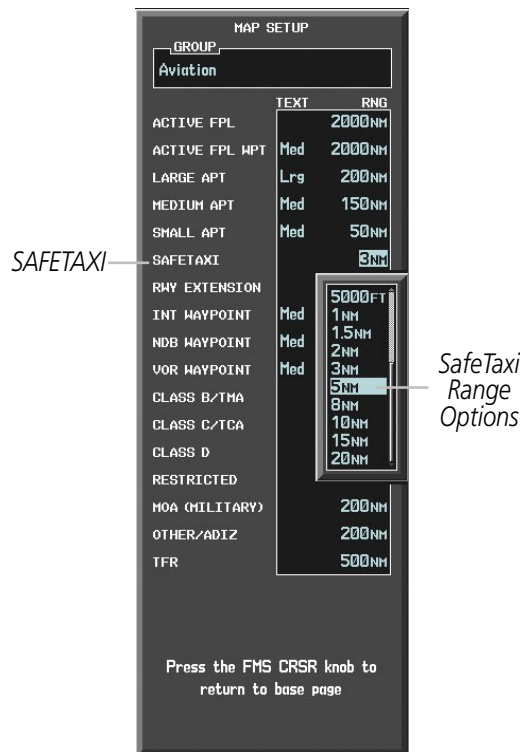 MAP SETUP
GROUP
Aviation
TEXT RNG
ACTIVE FPL 2000NM
ACTIVE FPL WPT Med 2000NM
LARGE APT Lrg 200NM
MEDIUM APT Med 150NM
SMALL APT Med 50NM
SAFETAXI
SAFETAXI 3NM
RWY EXTENSION
INT WAYPOINT Med
NDB WAYPOINT Med
VOR WAYPOINT Med
CLASS B/TMA
CLASS C/TCA
CLASS D
RESTRICTED
5000FT
1NM
1.5NM
2NM
3NM
5NM
8NM
10NM
15NM
20NM
SafeTaxi
Range
Options
MOA (MILITARY) 200NM
OTHER/ADIZ 200NM
TFR 500NM
Press the FMS CRSR knob to
return to base page